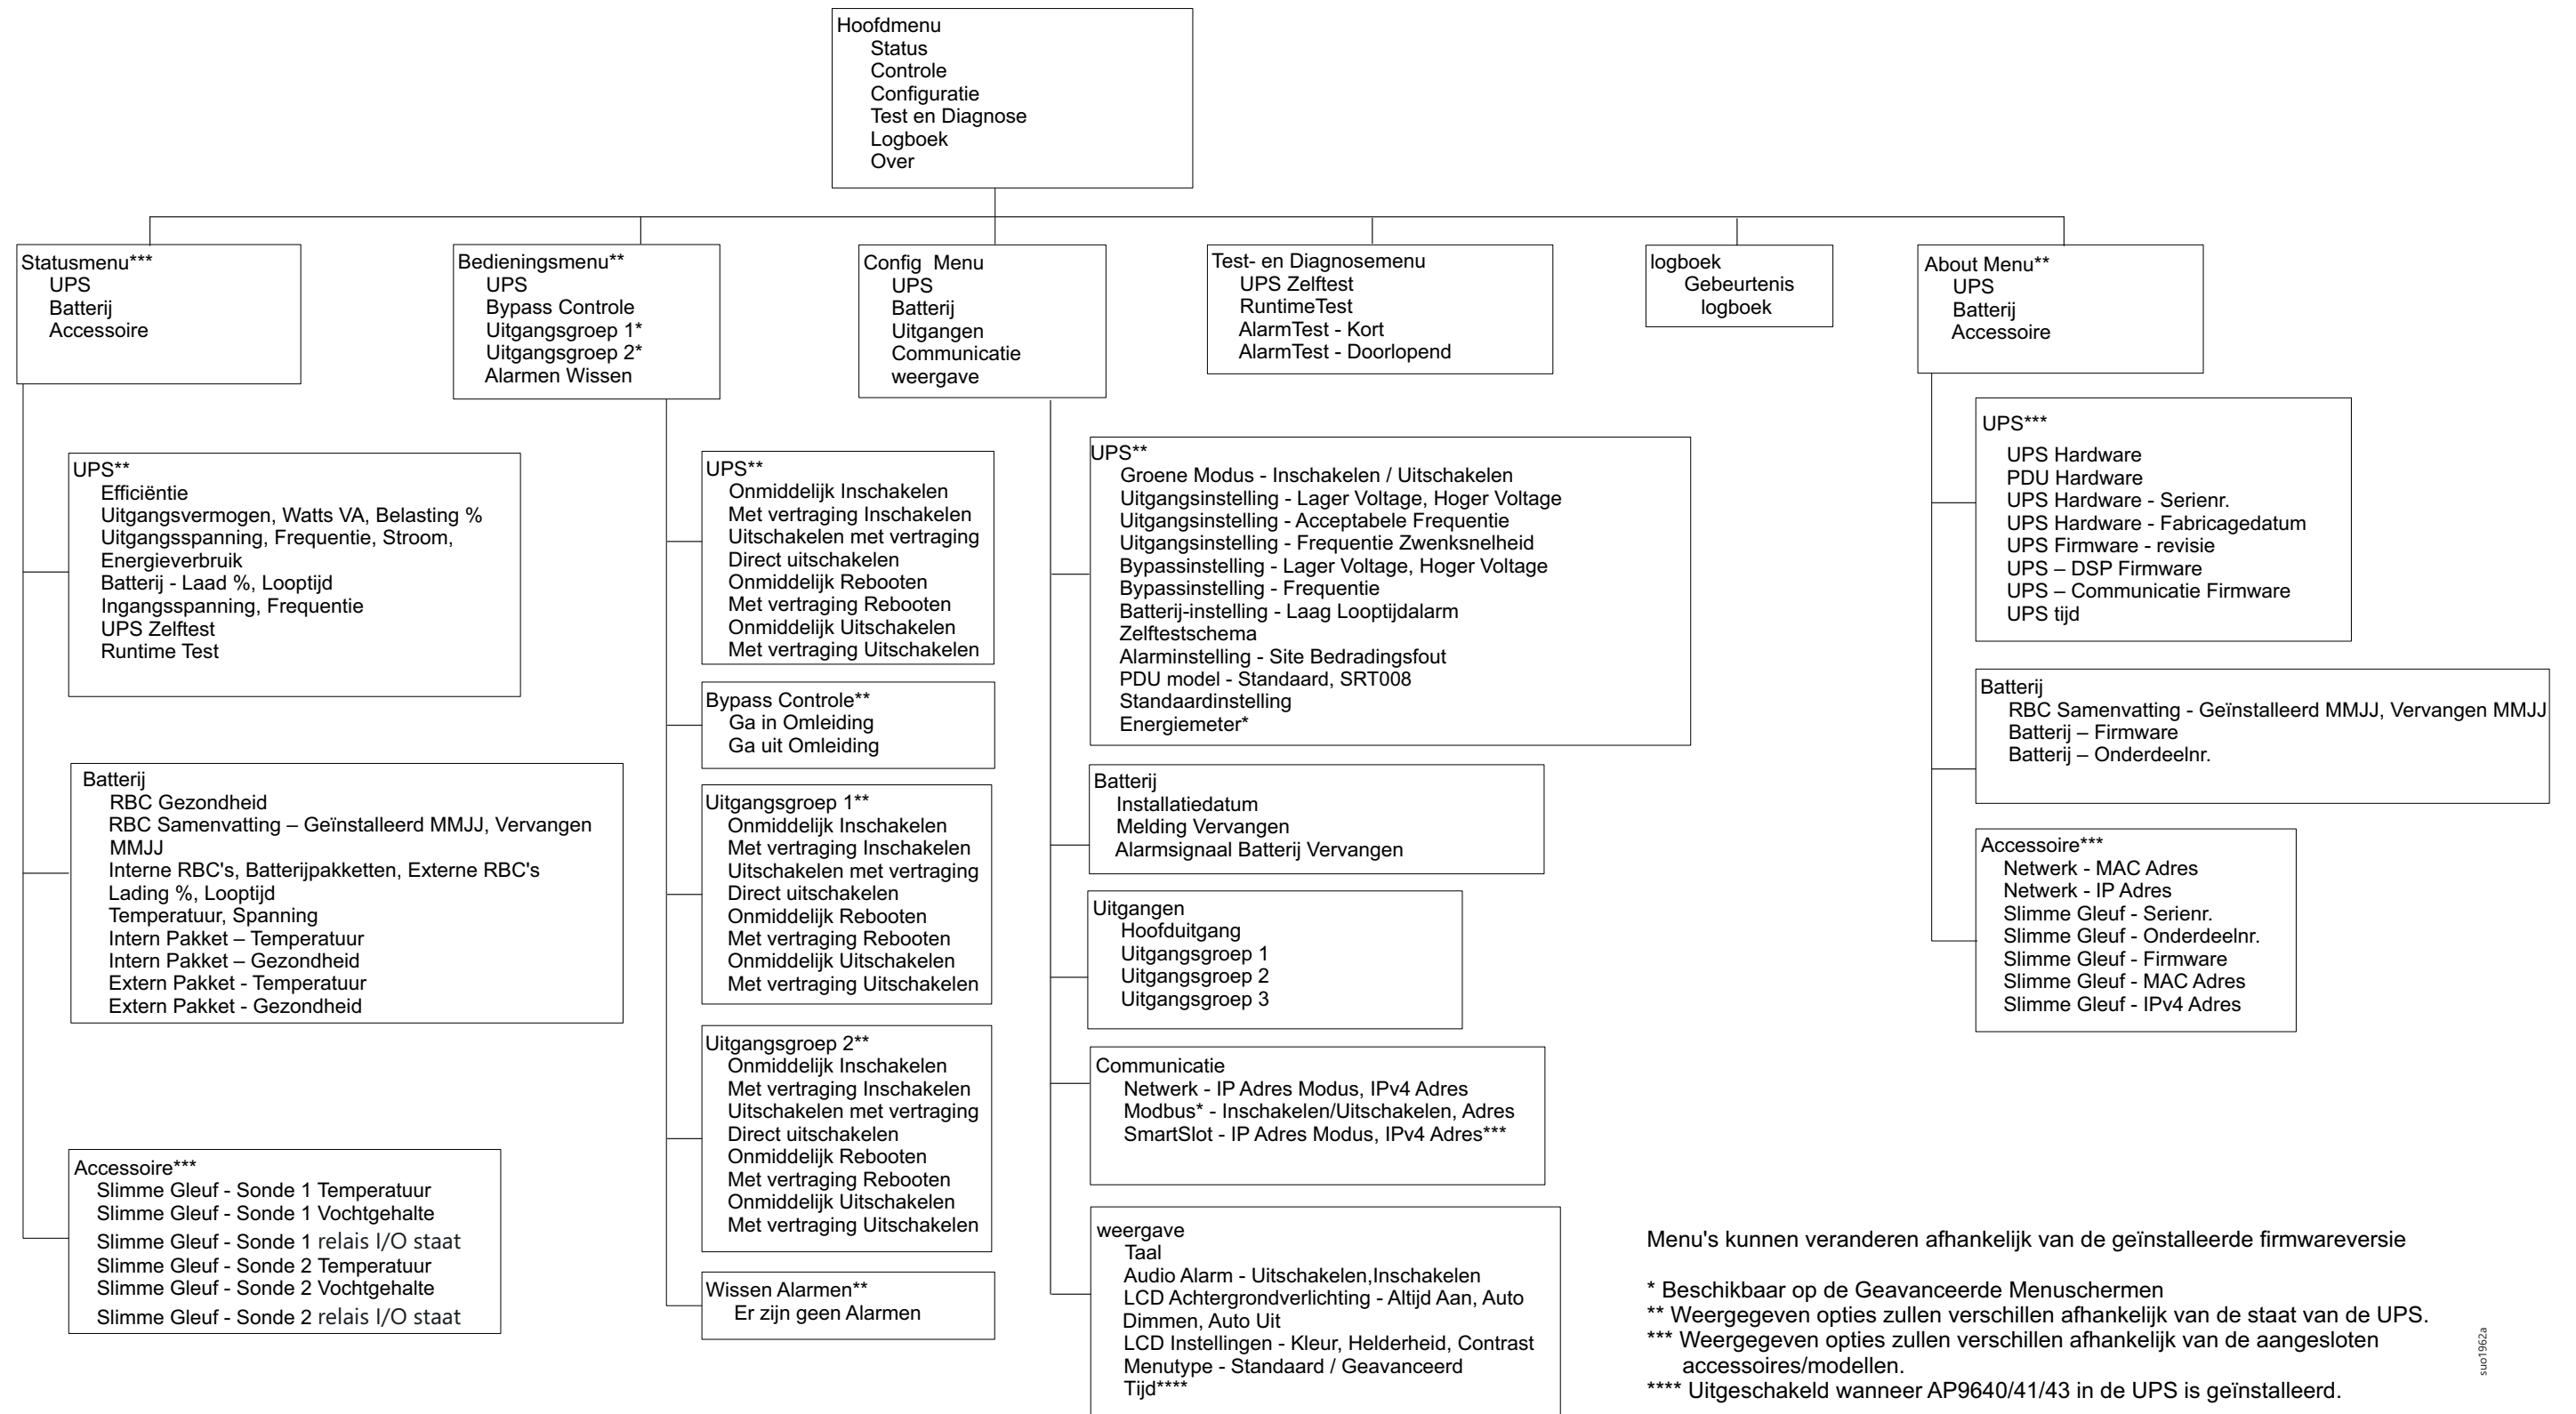 Hoofdmenu
Status
Controle
Configuratie
Test en Diagnose
Logboek
Over
Statusmenu***
UPS
Batterij
Accessoire
UPS**
Efficiëntie
Uitgangsvermogen, Watts VA, Belasting %
Uitgangsspanning, Frequentie, Stroom,
Energieverbruik
Batterij - Laad %, Looptijd
Ingangsspanning, Frequentie
UPS Zelftest
Runtime Test
Batterij
RBC Gezondheid
RBC Samenvatting – Geïnstalleerd MMJJ, Vervangen
MMJJ
Interne RBC's, Batterijpakketten, Externe RBC's
Lading %, Looptijd
Temperatuur, Spanning
Intern Pakket – Temperatuur
Intern Pakket – Gezondheid
Extern Pakket - Temperatuur
Extern Pakket - Gezondheid
Accessoire***
Slimme Gleuf - Sonde 1 Temperatuur
Slimme Gleuf - Sonde 1 Vochtgehalte
Slimme Gleuf - Sonde 1 relais I/O staat
Slimme Gleuf - Sonde 2 Temperatuur
Slimme Gleuf - Sonde 2 Vochtgehalte
Slimme Gleuf - Sonde 2 relais I/O staat
Bedieningsmenu**
UPS
Bypass Controle
Uitgangsgroep 1*
Uitgangsgroep 2*
Alarmen Wissen
UPS**
Onmiddelijk Inschakelen
Met vertraging Inschakelen
Uitschakelen met vertraging
Direct uitschakelen
Onmiddelijk Rebooten
Met vertraging Rebooten
Onmiddelijk Uitschakelen
Met vertraging Uitschakelen
Bypass Controle**
Ga in Omleiding
Ga uit Omleiding
Uitgangsgroep 1**
Onmiddelijk Inschakelen
Met vertraging Inschakelen
Uitschakelen met vertraging
Direct uitschakelen
Onmiddelijk Rebooten
Met vertraging Rebooten
Onmiddelijk Uitschakelen
Met vertraging Uitschakelen
Uitgangsgroep 2**
Onmiddelijk Inschakelen
Met vertraging Inschakelen
Uitschakelen met vertraging
Direct uitschakelen
Onmiddelijk Rebooten
Met vertraging Rebooten
Onmiddelijk Uitschakelen
Met vertraging Uitschakelen
Wissen Alarmen**
Er zijn geen Alarmen
Config Menu
UPS
Batterij
Uitgangen
Communicatie
weergave
UPS**
Groene Modus - Inschakelen / Uitschakelen
Uitgangsinstelling - Lager Voltage, Hoger Voltage
Uitgangsinstelling - Acceptabele Frequentie
Uitgangsinstelling - Frequentie Zwenksnelheid
Bypassinstelling - Lager Voltage, Hoger Voltage
Bypassinstelling - Frequentie
Batterij-instelling - Laag Looptijdalarm
Zelftestschema
Alarminstelling - Site Bedradingsfout
PDU model - Standaard, SRT008
Standaardinstelling
Energiemeter*
Batterij
Installatiedatum
Melding Vervangen
Alarmsignaal Batterij Vervangen
Uitgangen
Hoofduitgang
Uitgangsgroep 1
Uitgangsgroep 2
Uitgangsgroep 3
Communicatie
Netwerk - IP Adres Modus, IPv4 Adres
Modbus* - Inschakelen/Uitschakelen, Adres
SmartSlot - IP Adres Modus, IPv4 Adres***
weergave
Taal
Audio Alarm - Uitschakelen,Inschakelen
LCD Achtergrondverlichting - Altijd Aan, Auto
Dimmen, Auto Uit
LCD Instellingen - Kleur, Helderheid, Contrast
Menutype - Standaard / Geavanceerd
Tijd****
Test- en Diagnosemenu
UPS Zelftest
RuntimeTest
AlarmTest - Kort
AlarmTest - Doorlopend
logboek
Gebeurtenis
logboek
About Menu**
UPS
Batterij
Accessoire
UPS***
UPS Hardware
PDU Hardware
UPS Hardware - Serienr.
UPS Hardware - Fabricagedatum
UPS Firmware - revisie
UPS – DSP Firmware
UPS – Communicatie Firmware
UPS tijd
Batterij
RBC Samenvatting - Geïnstalleerd MMJJ, Vervangen MMJJ
Batterij – Firmware
Batterij – Onderdeelnr.
Accessoire***
Netwerk - MAC Adres
Netwerk - IP Adres
Slimme Gleuf - Serienr.
Slimme Gleuf - Onderdeelnr.
Slimme Gleuf - Firmware
Slimme Gleuf - MAC Adres
Slimme Gleuf - IPv4 Adres
Menu's kunnen veranderen afhankelijk van de geïnstalleerde firmwareversie
* Beschikbaar op de Geavanceerde Menuschermen
** Weergegeven opties zullen verschillen afhankelijk van de staat van de UPS.
*** Weergegeven opties zullen verschillen afhankelijk van de aangesloten
accessoires/modellen.
**** Uitgeschakeld wanneer AP9640/41/43 in de UPS is geïnstalleerd.
suo1962a